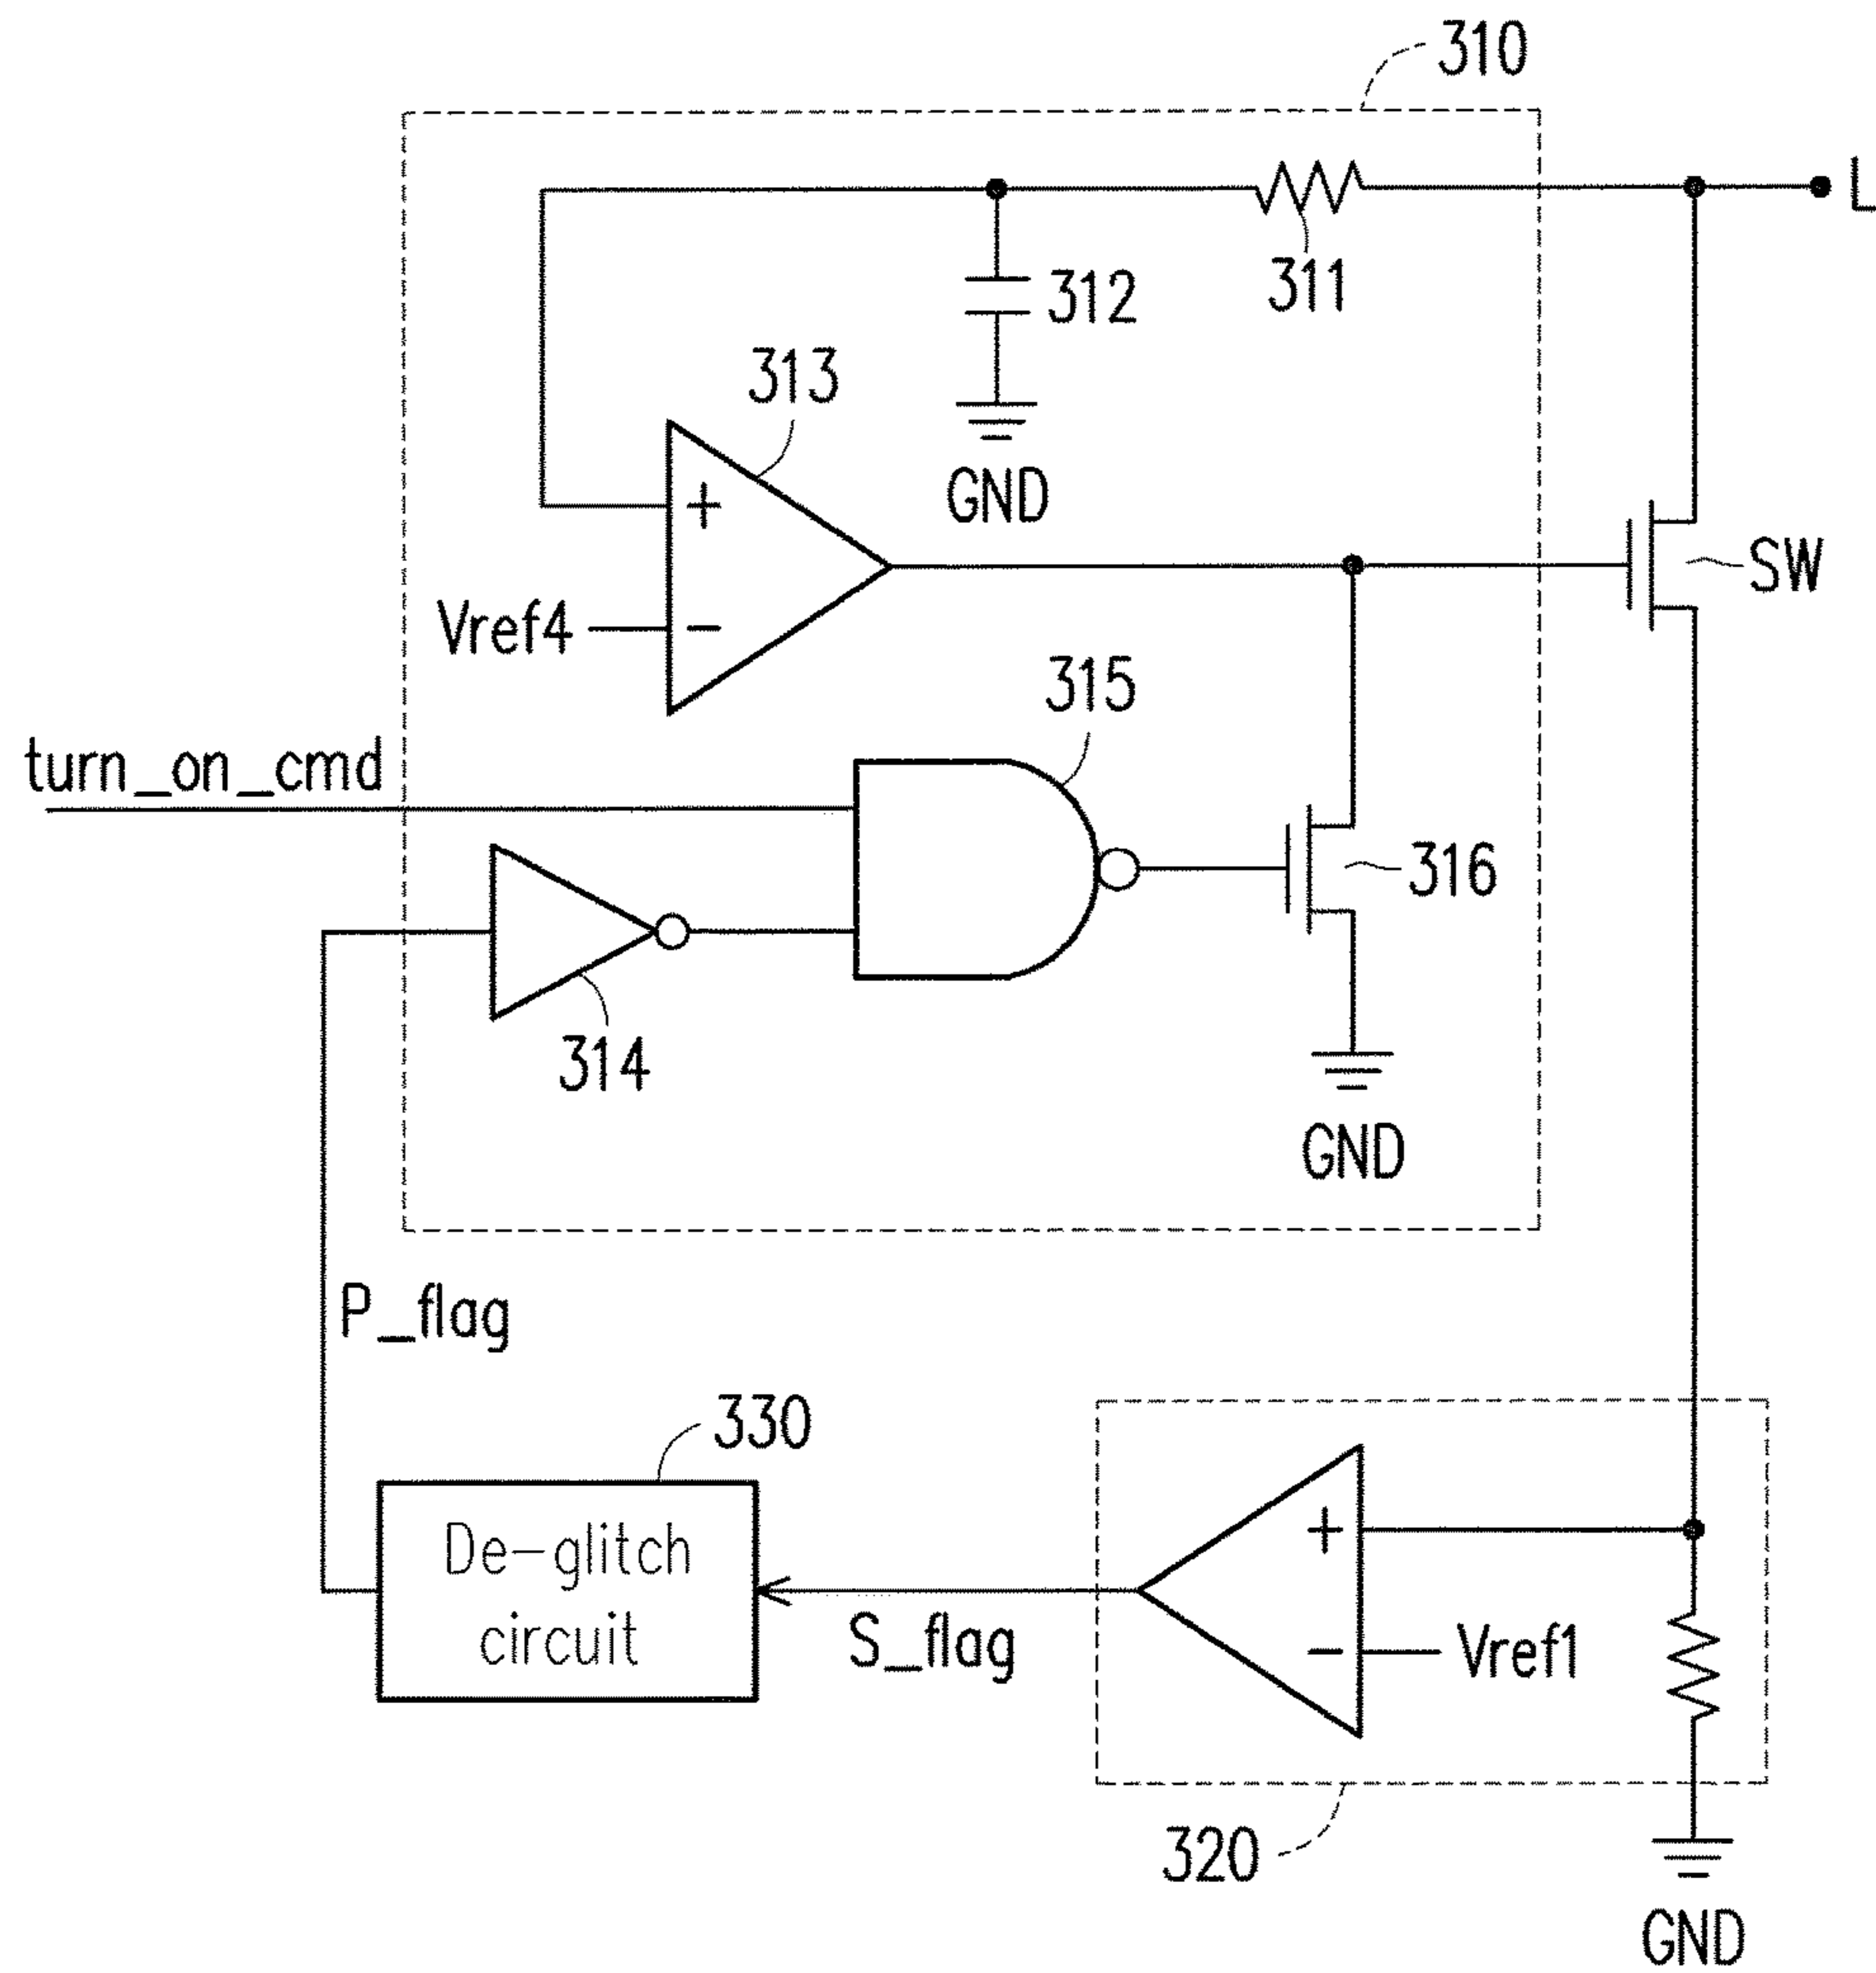 310
L
311
312
313
GND
SW
Vref4
315
turn_on_cmd
316
314
GND
P_flag
330
De-glitch
circuit
S_flag
Vref1
320
GND
+
-
+
-